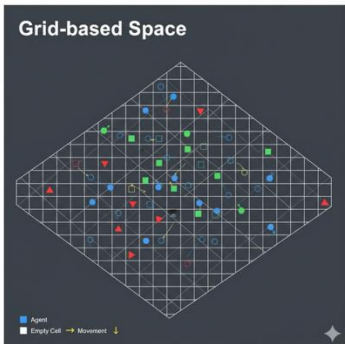 Grid-based Space
Agent
Empty Cell → Movement ↓